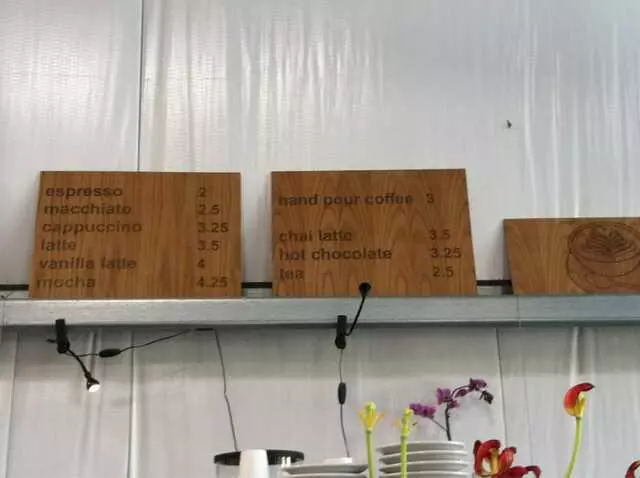 espresso 2
macchiato 2.5
cappuccino 3.25
latte 3.5
vanilla latte 4
mocha 4.25
hand pour coffee 3
chai latte 3.5
hot chocolate 3.25
tea 2.5